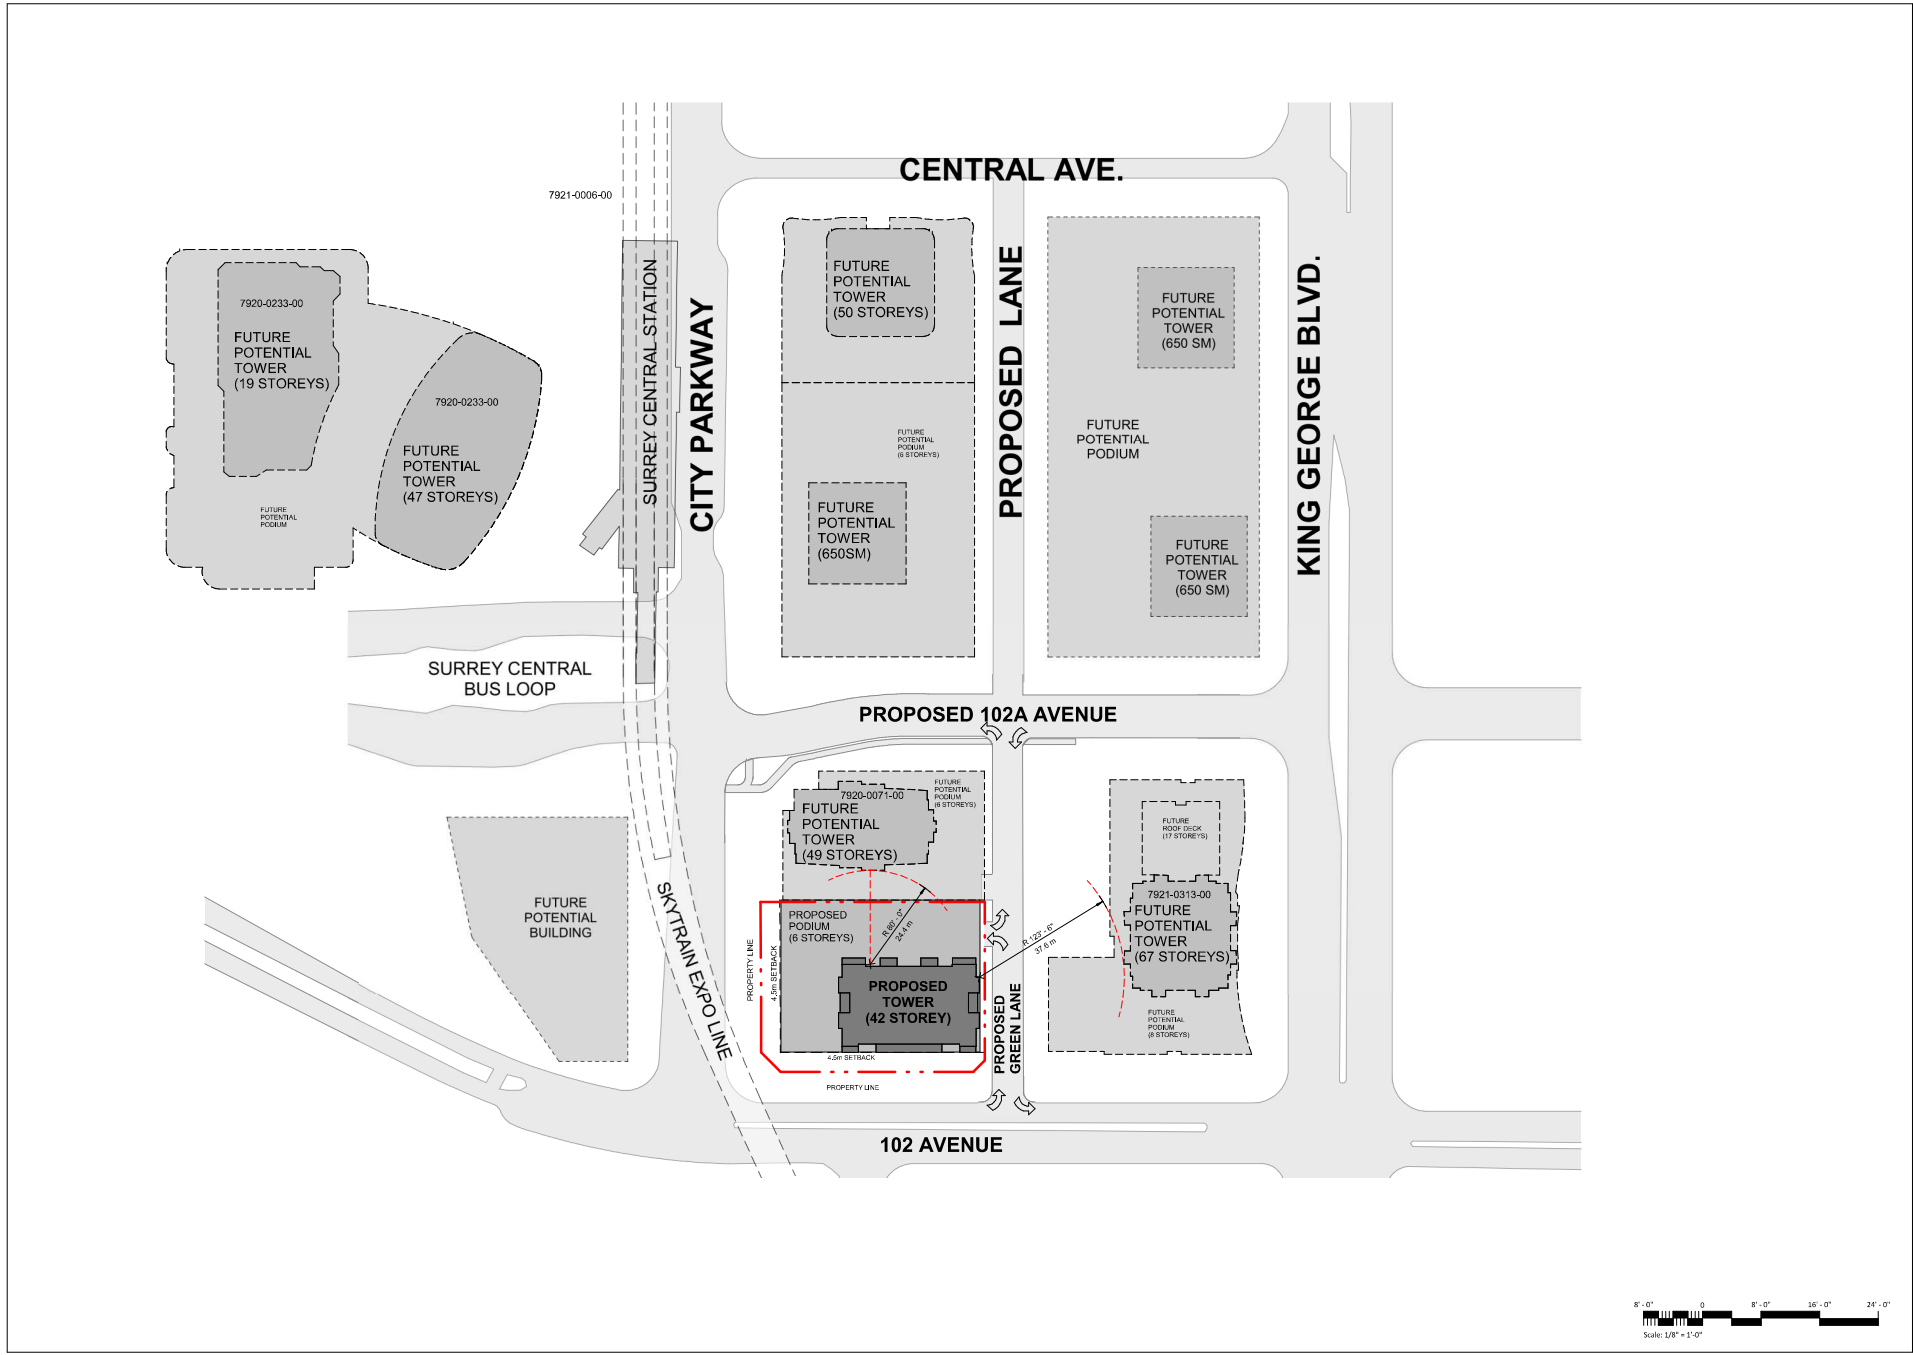 CENTRAL AVE.
7921-0006-00
SURREY CENTRAL STATION
CITY PARKWAY
PROPOSED LANE
KING GEORGE BLVD.
7920-0233-00
FUTURE
POTENTIAL
TOWER
(19 STOREYS)
7920-0233-00
FUTURE
POTENTIAL
TOWER
(47 STOREYS)
FUTURE
POTENTIAL
PODIUM
FUTURE
POTENTIAL
TOWER
(50 STOREYS)
FUTURE
POTENTIAL
PODIUM
(6 STOREYS)
FUTURE
POTENTIAL
TOWER
(650SM)
FUTURE
POTENTIAL
TOWER
(650 SM)
FUTURE
POTENTIAL
PODIUM
FUTURE
POTENTIAL
TOWER
(650 SM)
SURREY CENTRAL
BUS LOOP
PROPOSED 102A AVENUE
7920-0071-00
FUTURE
POTENTIAL
TOWER
(49 STOREYS)
FUTURE
POTENTIAL
PODIUM
(6 STOREYS)
FUTURE
ROOF DECK
(17 STOREYS)
7921-0313-00
FUTURE
POTENTIAL
TOWER
(67 STOREYS)
FUTURE
POTENTIAL
PODIUM
(8 STOREYS)
FUTURE
POTENTIAL
BUILDING
SKYTRAIN EXPO LINE
PROPOSED
PODIUM
(6 STOREYS)
R 80' - 0"
24.4 m
R 123' - 6"
37.6 m
PROPERTY LINE
4.5m SETBACK
PROPOSED
TOWER
(42 STOREY)
PROPOSED
GREEN LANE
4.5m SETBACK
PROPERTY LINE
102 AVENUE
8' - 0" 0 8' - 0" 16' - 0" 24' - 0"
Scale: 1/8" = 1'-0"